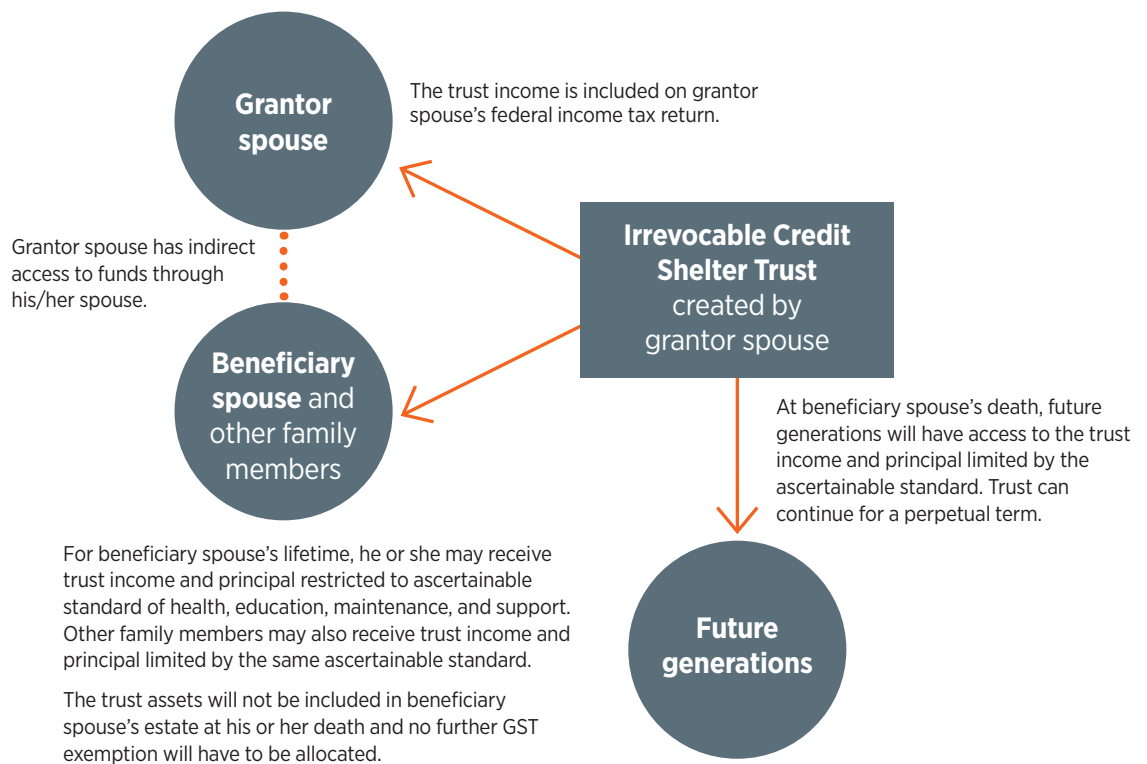 Grantor
spouse
The trust income is included on grantor
spouse's federal income tax return.
Grantor spouse has indirect
access to funds through
his/her spouse.
Irrevocable Credit
Shelter Trust
created by
grantor spouse
Beneficiary
spouse and
other family
members
At beneficiary spouse's death, future
generations will have access to the trust
income and principal limited by the
ascertainable standard. Trust can
continue for a perpetual term.
For beneficiary spouse's lifetime, he or she may receive
trust income and principal restricted to ascertainable
standard of health, education, maintenance, and support.
Other family members may also receive trust income and
principal limited by the same ascertainable standard.
The trust assets will not be included in beneficiary
spouse's estate at his or her death and no further GST
exemption will have to be allocated.
Future
generations